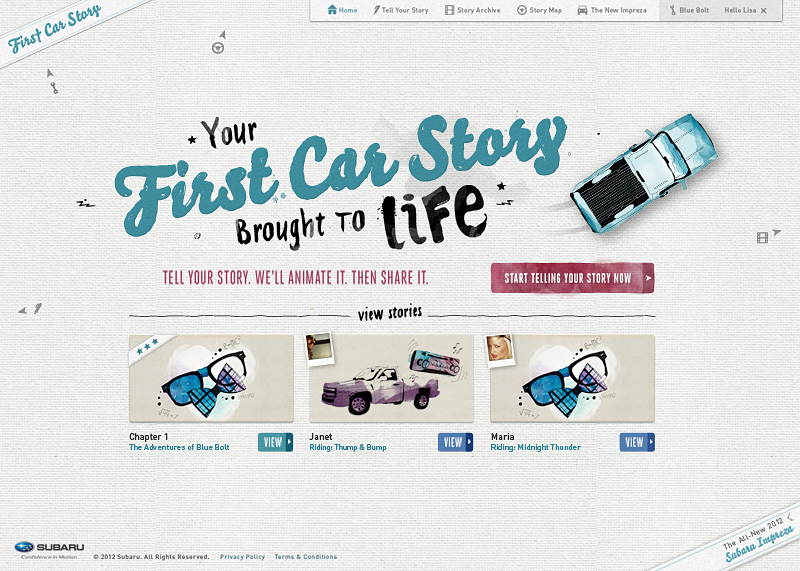 First Car Story
Home
Tell Your Story
Story Archive
Story Map
The New Impreza
Blue Bolt
Hello Lisa
Your
First Car Story
Brought To Life
TELL YOUR STORY. WE'LL ANIMATE IT. THEN SHARE IT.
START TELLING YOUR STORY NOW
view stories
Chapter 1
The Adventures of Blue Bolt
VIEW
Janet
Riding: Thump & Bump
VIEW
Maria
Riding: Midnight Thunder
VIEW
SUBARU
Confidence in Motion
© 2012 Subaru. All Rights Reserved.
Privacy Policy
Terms & Conditions
The All-New 2012
Subaru Impreza